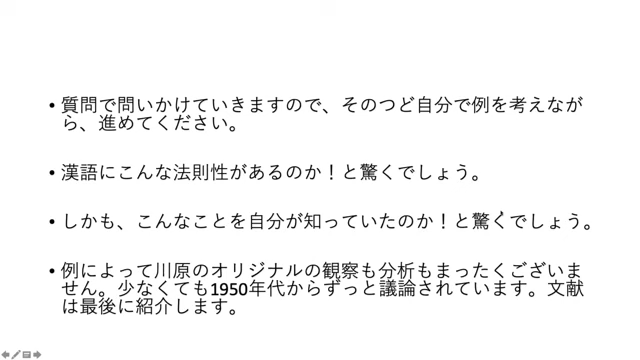 • 質問で問いかけていきますので、そのつど自分で例を考えなが
ら、進めてください。
• 漢語にこんな法則性があるのか！と驚くでしょう。
• しかも、こんなことを自分が知っていたのか！と驚くでしょう。
• 例によって川原のオリジナルの観察も分析もまったくございま
せん。少なくても1950年代からずっと議論されています。文献
は最後に紹介します。